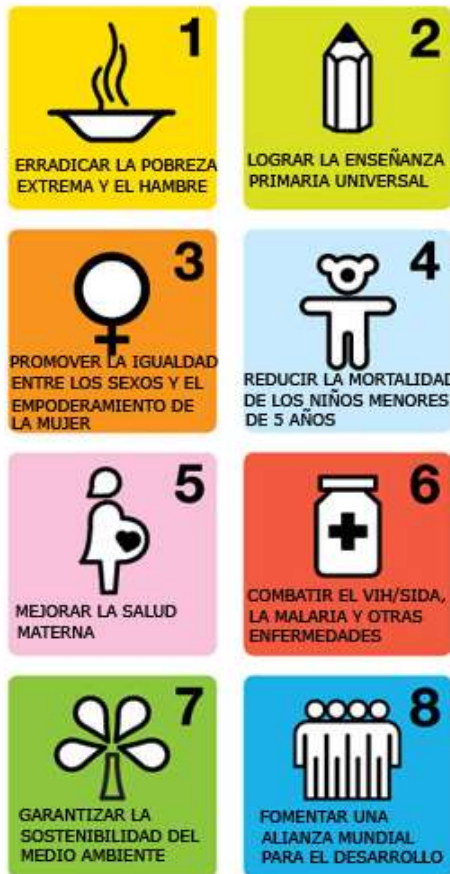 1
ERRADICAR LA POBREZA
EXTREMA Y EL HAMBRE
2
LOGRAR LA ENSEÑANZA
PRIMARIA UNIVERSAL
3
PROMOVER LA IGUALDAD
ENTRE LOS SEXOS Y EL
EMPODERAMIENTO DE
LA MUJER
4
REDUCIR LA MORTALIDAD
DE LOS NIÑOS MENORES
DE 5 AÑOS
5
MEJORAR LA SALUD
MATERNA
6
COMBATIR EL VIH/SIDA,
LA MALARIA Y OTRAS
ENFERMEDADES
7
GARANTIZAR LA
SOSTENIBILIDAD DEL
MEDIO AMBIENTE
8
FOMENTAR UNA
ALIANZA MUNDIAL
PARA EL DESARROLLO